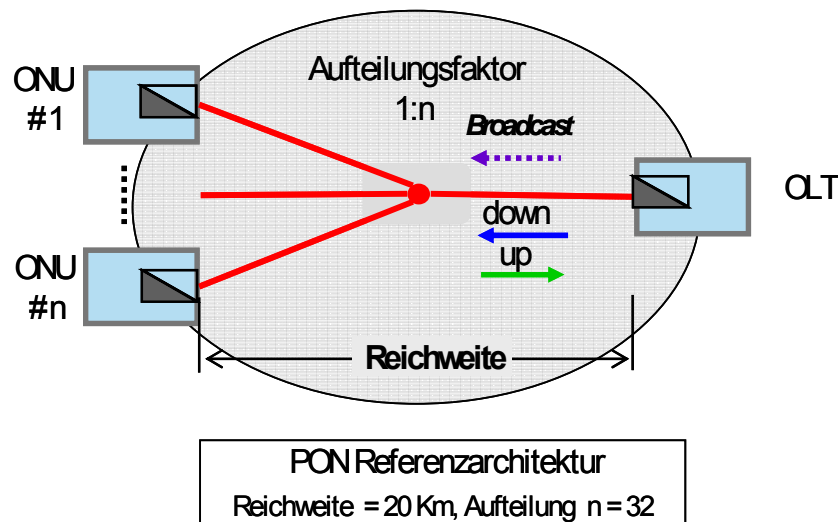 ONU
#1
Aufteilungsfaktor
1:n
Broadcast
OLT
down
up
ONU
#n
Reichweite
PON Referenzarchitektur
Reichweite = 20 Km, Aufteilung n = 32